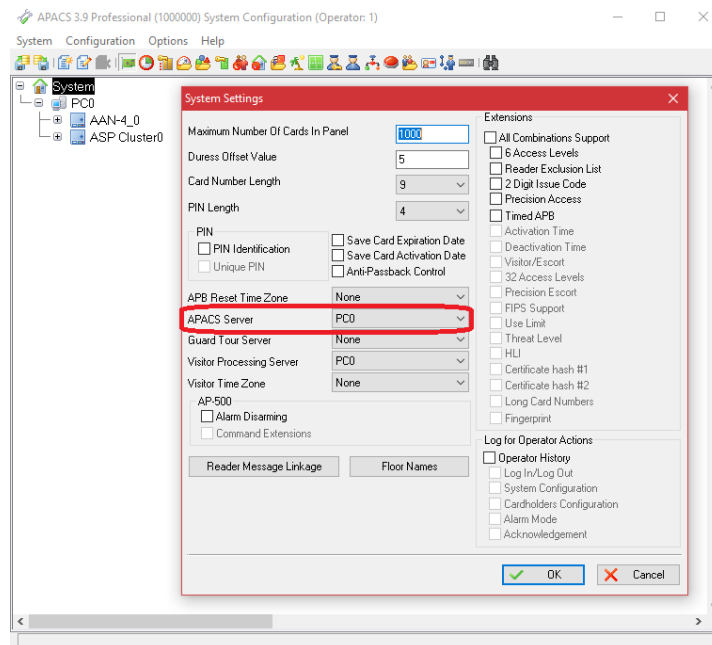 APACS 3.9 Professional (1000000) System Configuration (Operator: 1)
System Configuration Options Help
System
PC0
AAN-4_0
ASP Cluster0
System Settings
Maximum Number Of Cards In Panel 1000
Duress Offset Value 5
Card Number Length 9
PIN Length 4
PIN
PIN Identification
Unique PIN
Save Card Expiration Date
Save Card Activation Date
Anti-Passback Control
APB Reset Time Zone None
APACS Server PC0
Guard Tour Server None
Visitor Processing Server PC0
Visitor Time Zone None
AP-500
Alarm Disarming
Command Extensions
Reader Message Linkage Floor Names
Extensions
All Combinations Support
6 Access Levels
Reader Exclusion List
2 Digit Issue Code
Precision Access
Timed APB
Activation Time
Deactivation Time
Visitor/Escort
32 Access Levels
Precision Escort
FIPS Support
Use Limit
Threat Level
HLI
Certificate hash #1
Certificate hash #2
Long Card Numbers
Fingerprint
Log for Operator Actions
Operator History
Log In/Log Out
System Configuration
Cardholders Configuration
Alarm Mode
Acknowledgement
OK Cancel